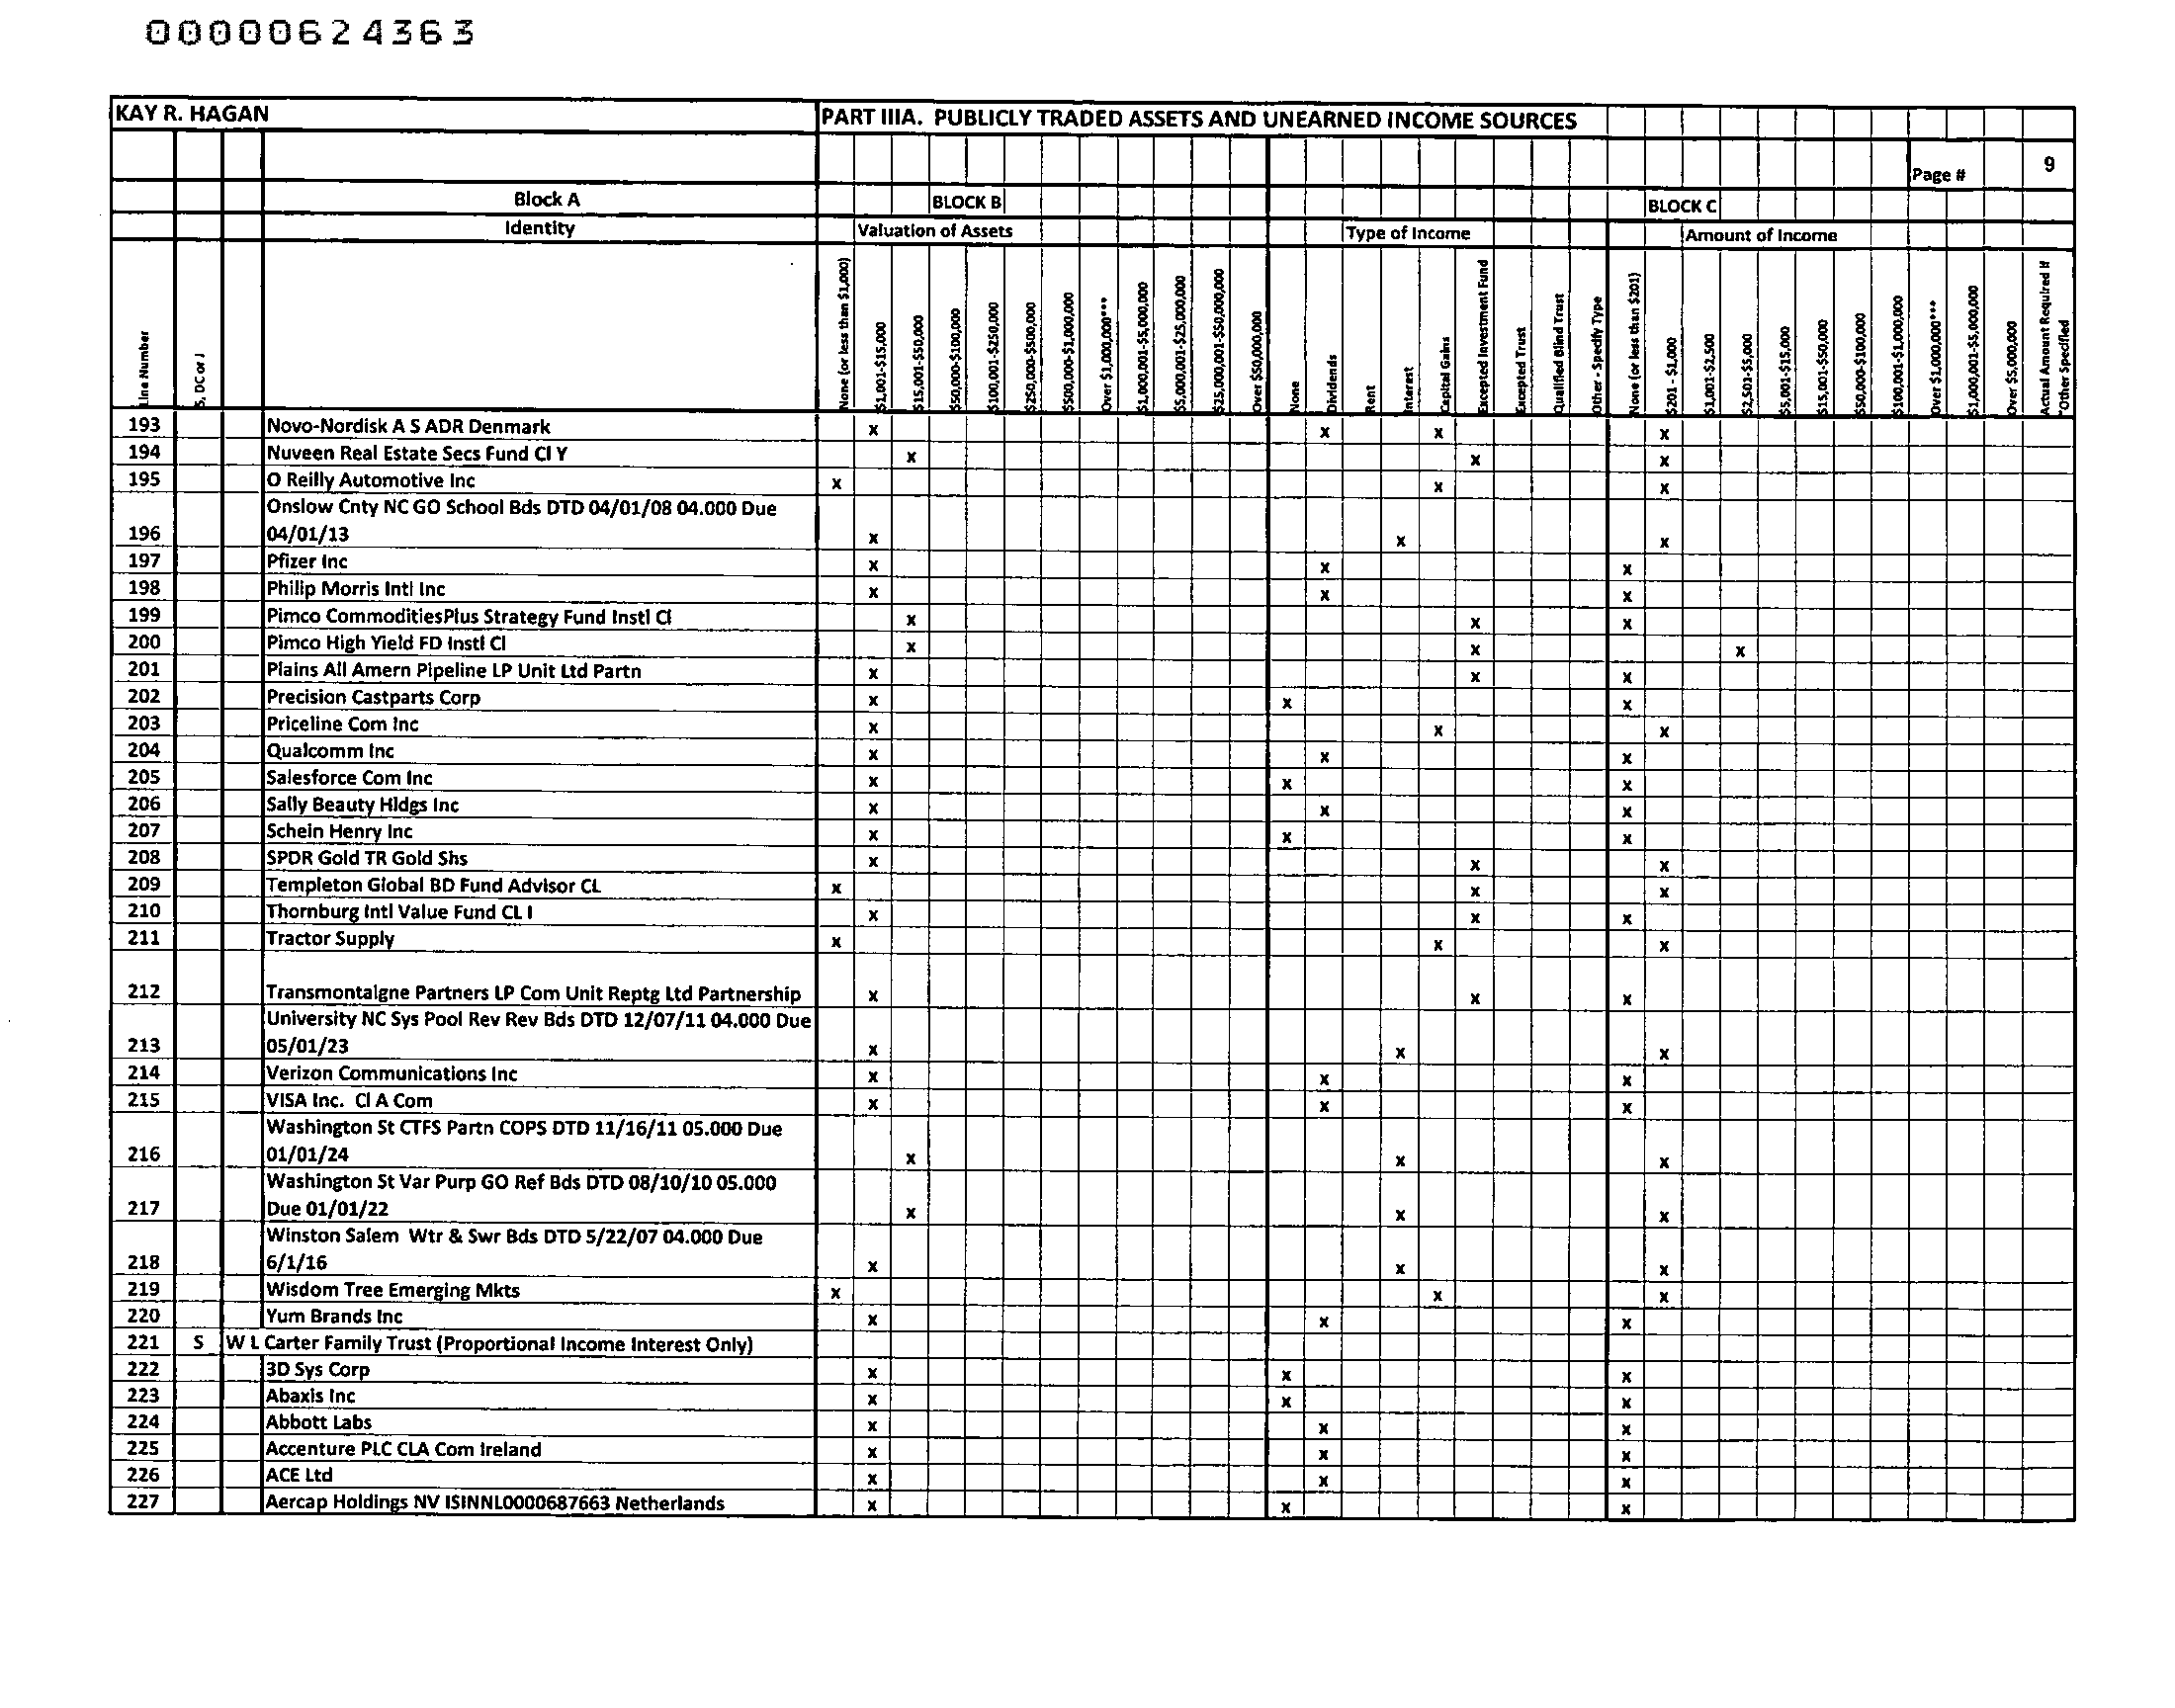 00000624363
KAY R. HAGAN PART IIIA. PUBLICLY TRADED ASSETS AND UNEARNED INCOME SOURCES
Page # 9
Block A BLOCK B BLOCK C
Identity Valuation of Assets Type of Income Amount of Income
Line Number
S, DC or J
None (or less than $1,000)
$1,001-$15,000
$15,001-$50,000
$50,000-$100,000
$100,001-$250,000
$250,000-$500,000
$500,000-$1,000,000
Over $1,000,000***
$1,000,001-$5,000,000
$5,000,001-$25,000,000
$25,000,001-$50,000,000
Over $50,000,000
None
Dividends
Rent
Interest
Capital Gains
Excepted Investment Fund
Excepted Trust
Qualified Blind Trust
Other - Specify Type
None (or less than $201)
$201 - $1,000
$1,001-$2,500
$2,501-$5,000
$5,001-$15,000
$15,001-$50,000
$50,000-$100,000
$100,001-$1,000,000
Over $1,000,000***
$1,000,001-$5,000,000
Over $5,000,000
Actual Amount Required if
"Other Specified
193 Novo-Nordisk A S ADR Denmark x x x x
194 Nuveen Real Estate Secs Fund Cl Y x x x
195 O Reilly Automotive Inc x x x
Onslow Cnty NC GO School Bds DTD 04/01/08 04.000 Due
196 04/01/13 x x x
197 Pfizer Inc x x x
198 Philip Morris Intl Inc x x x
199 Pimco CommoditiesPlus Strategy Fund Instl Cl x x x
200 Pimco High Yield FD Instl Cl x x x
201 Plains All Amern Pipeline LP Unit Ltd Partn x x x
202 Precision Castparts Corp x x x
203 Priceline Com Inc x x x
204 Qualcomm Inc x x x
205 Salesforce Com Inc x x x
206 Sally Beauty Hldgs Inc x x x
207 Schein Henry Inc x x x
208 SPDR Gold TR Gold Shs x x x
209 Templeton Global BD Fund Advisor CL x x x
210 Thornburg Intl Value Fund CL I x x x
211 Tractor Supply x x x
212 Transmontaigne Partners LP Com Unit Reptg Ltd Partnership x x x
University NC Sys Pool Rev Rev Bds DTD 12/07/11 04.000 Due
213 05/01/23 x x x
214 Verizon Communications Inc x x x
215 VISA Inc. Cl A Com x x x
Washington St CTFS Partn COPS DTD 11/16/11 05.000 Due
216 01/01/24 x x x
Washington St Var Purp GO Ref Bds DTD 08/10/10 05.000
217 Due 01/01/22 x x x
Winston Salem Wtr & Swr Bds DTD 5/22/07 04.000 Due
218 6/1/16 x x x
219 Wisdom Tree Emerging Mkts x x x
220 Yum Brands Inc x x x
221 S W L Carter Family Trust (Proportional Income Interest Only)
222 3D Sys Corp x x x
223 Abaxis Inc x x x
224 Abbott Labs x x x
225 Accenture PLC CLA Com Ireland x x x
226 ACE Ltd x x x
227 Aercap Holdings NV ISINNL0000687663 Netherlands x x x